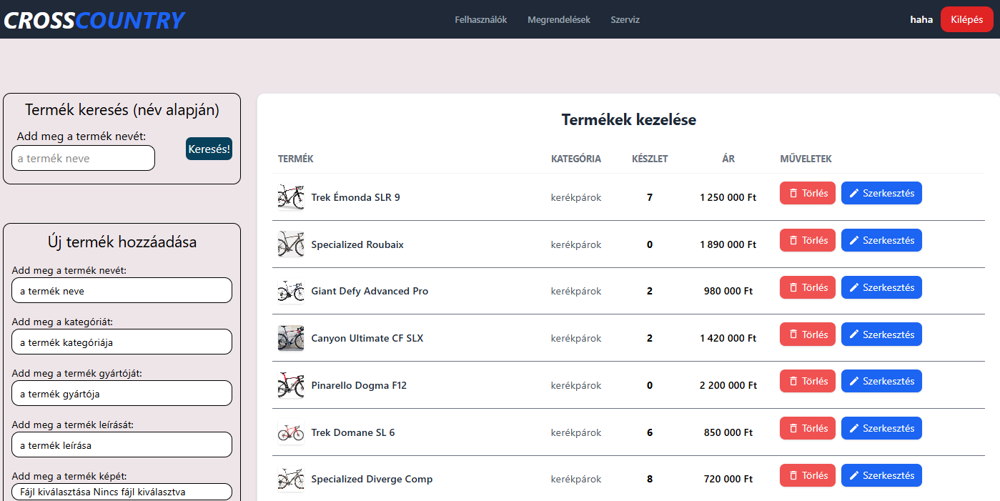 CROSSCOUNTRY Felhasználók Megrendelések Szerviz haha Kilépés
Termék keresés (név alapján)
Add meg a termék nevét:
a termék neve
Keresés!
Új termék hozzáadása
Add meg a termék nevét:
a termék neve
Add meg a kategóriát:
a termék kategóriája
Add meg a termék gyártóját:
a termék gyártója
Add meg a termék leírását:
a termék leírása
Add meg a termék képét:
Fájl kiválasztása Nincs fájl kiválasztva
Termékek kezelése
TERMÉK KATEGÓRIA KÉSZLET ÁR MŰVELETEK
Trek Émonda SLR 9 kerékpárok 7 1 250 000 Ft Törlés Szerkesztés
Specialized Roubaix kerékpárok 0 1 890 000 Ft Törlés Szerkesztés
Giant Defy Advanced Pro kerékpárok 2 980 000 Ft Törlés Szerkesztés
Canyon Ultimate CF SLX kerékpárok 2 1 420 000 Ft Törlés Szerkesztés
Pinarello Dogma F12 kerékpárok 0 2 200 000 Ft Törlés Szerkesztés
Trek Domane SL 6 kerékpárok 6 850 000 Ft Törlés Szerkesztés
Specialized Diverge Comp kerékpárok 8 720 000 Ft Törlés Szerkesztés